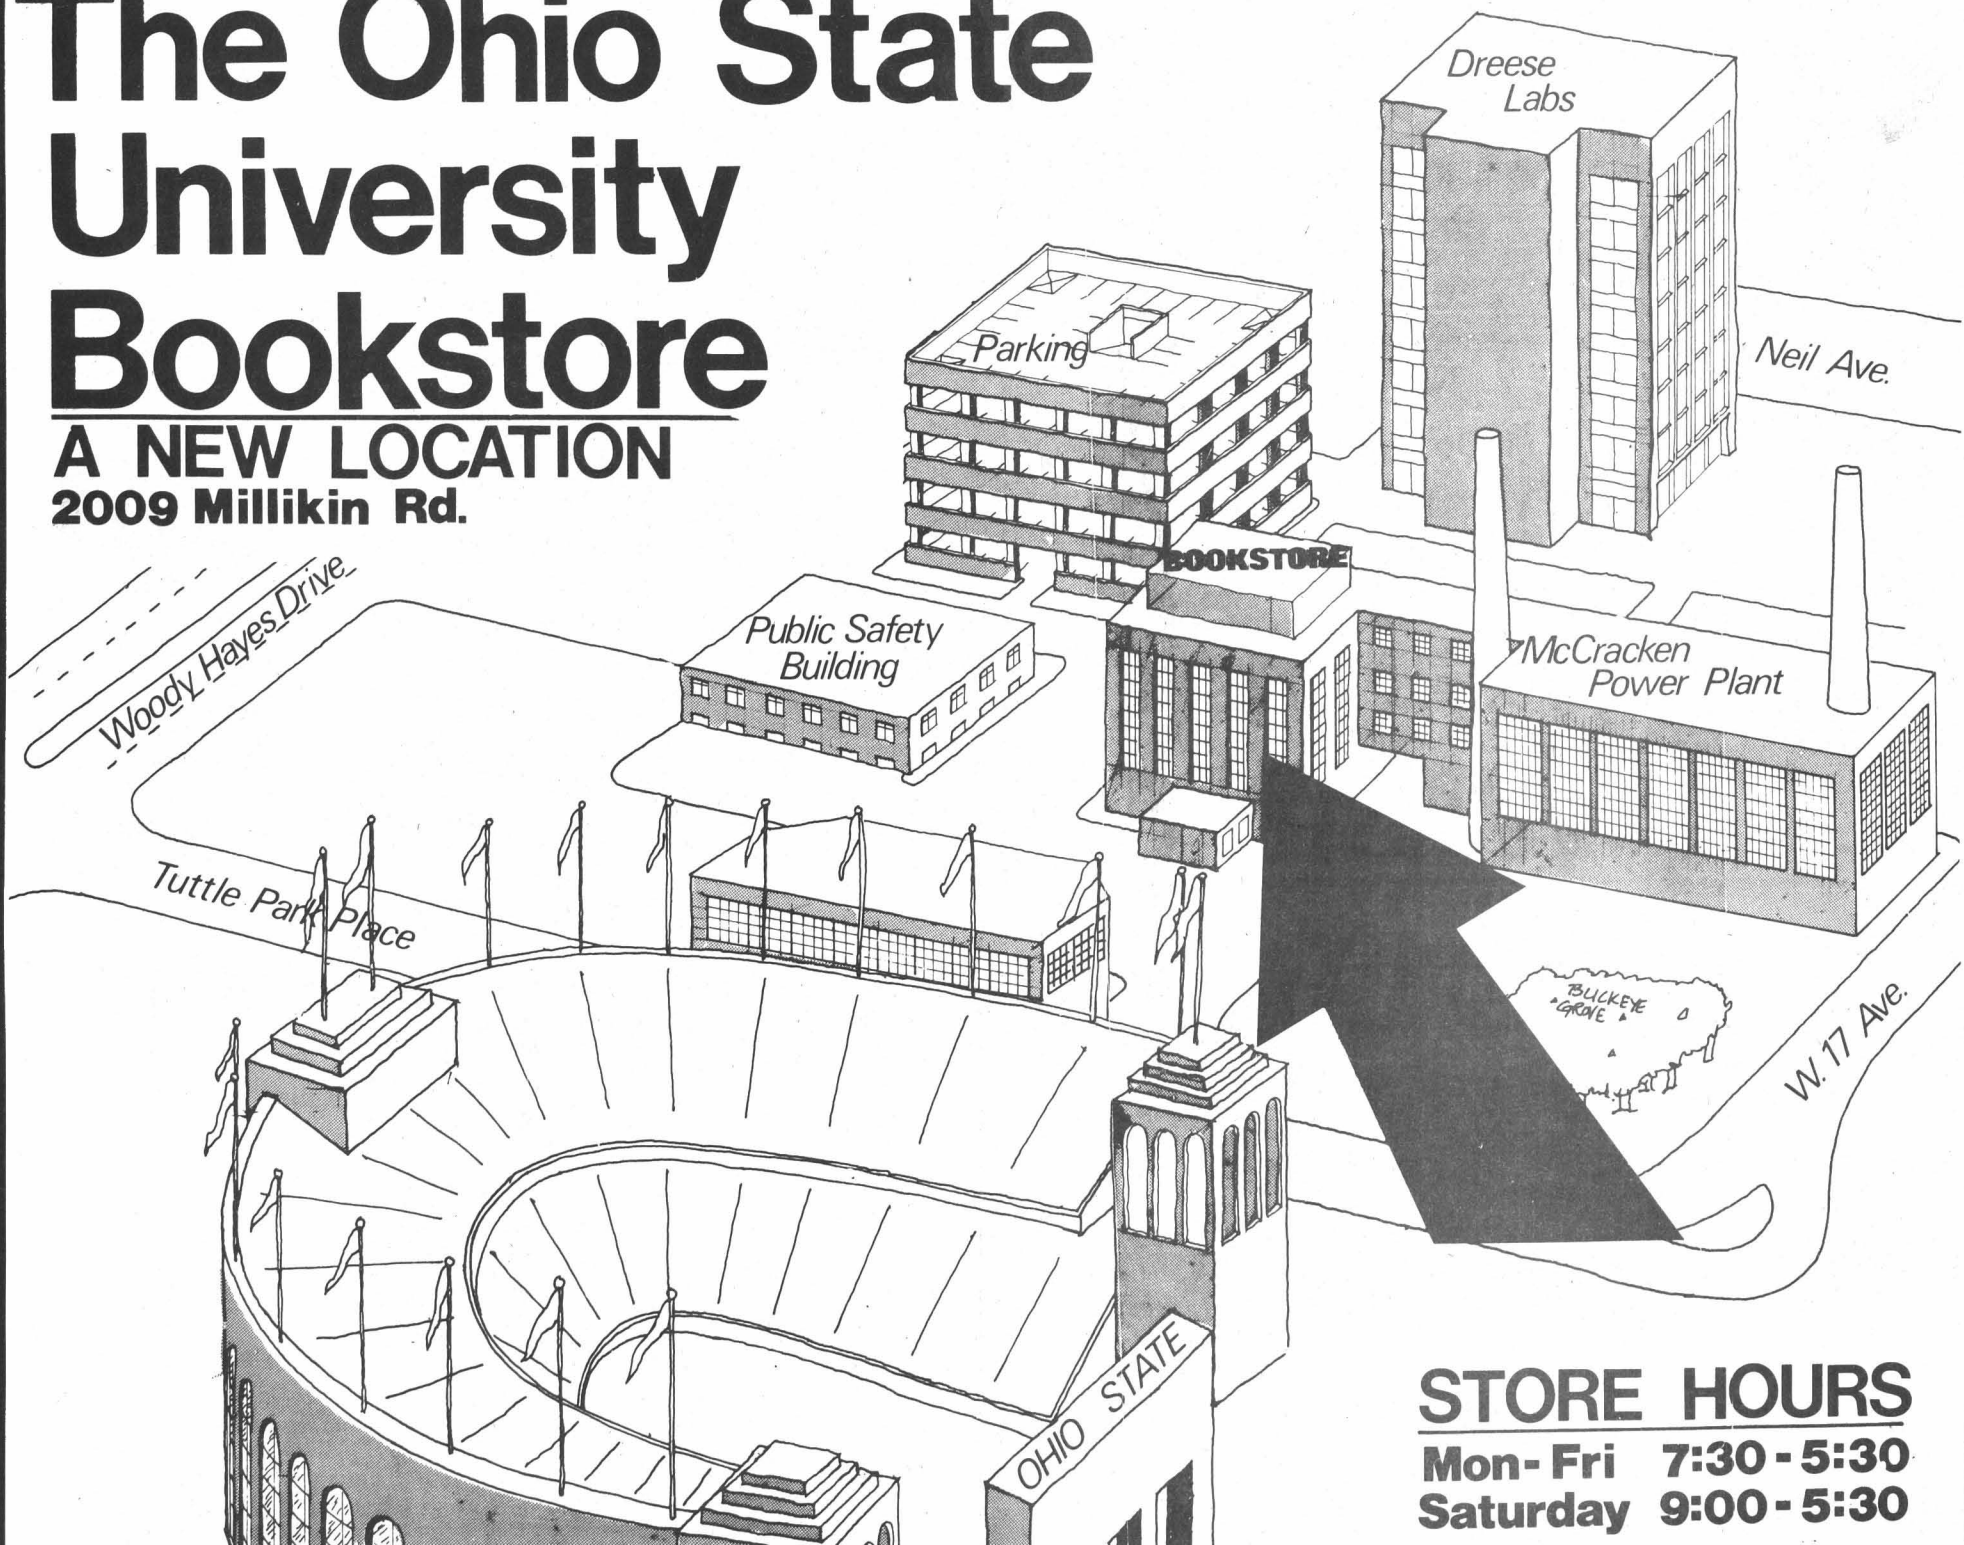 The Ohio State
University
Bookstore
A NEW LOCATION
2009 Millikin Rd.
Dreese
Labs
Parking
Neil Ave.
BOOKSTORE
Woody Hayes Drive
Public Safety
Building
McCracken
Power Plant
Tuttle Park Place
BUCKEYE
GROVE
W. 17 Ave.
OHIO STATE
STORE HOURS
Mon-Fri 7:30-5:30
Saturday 9:00-5:30